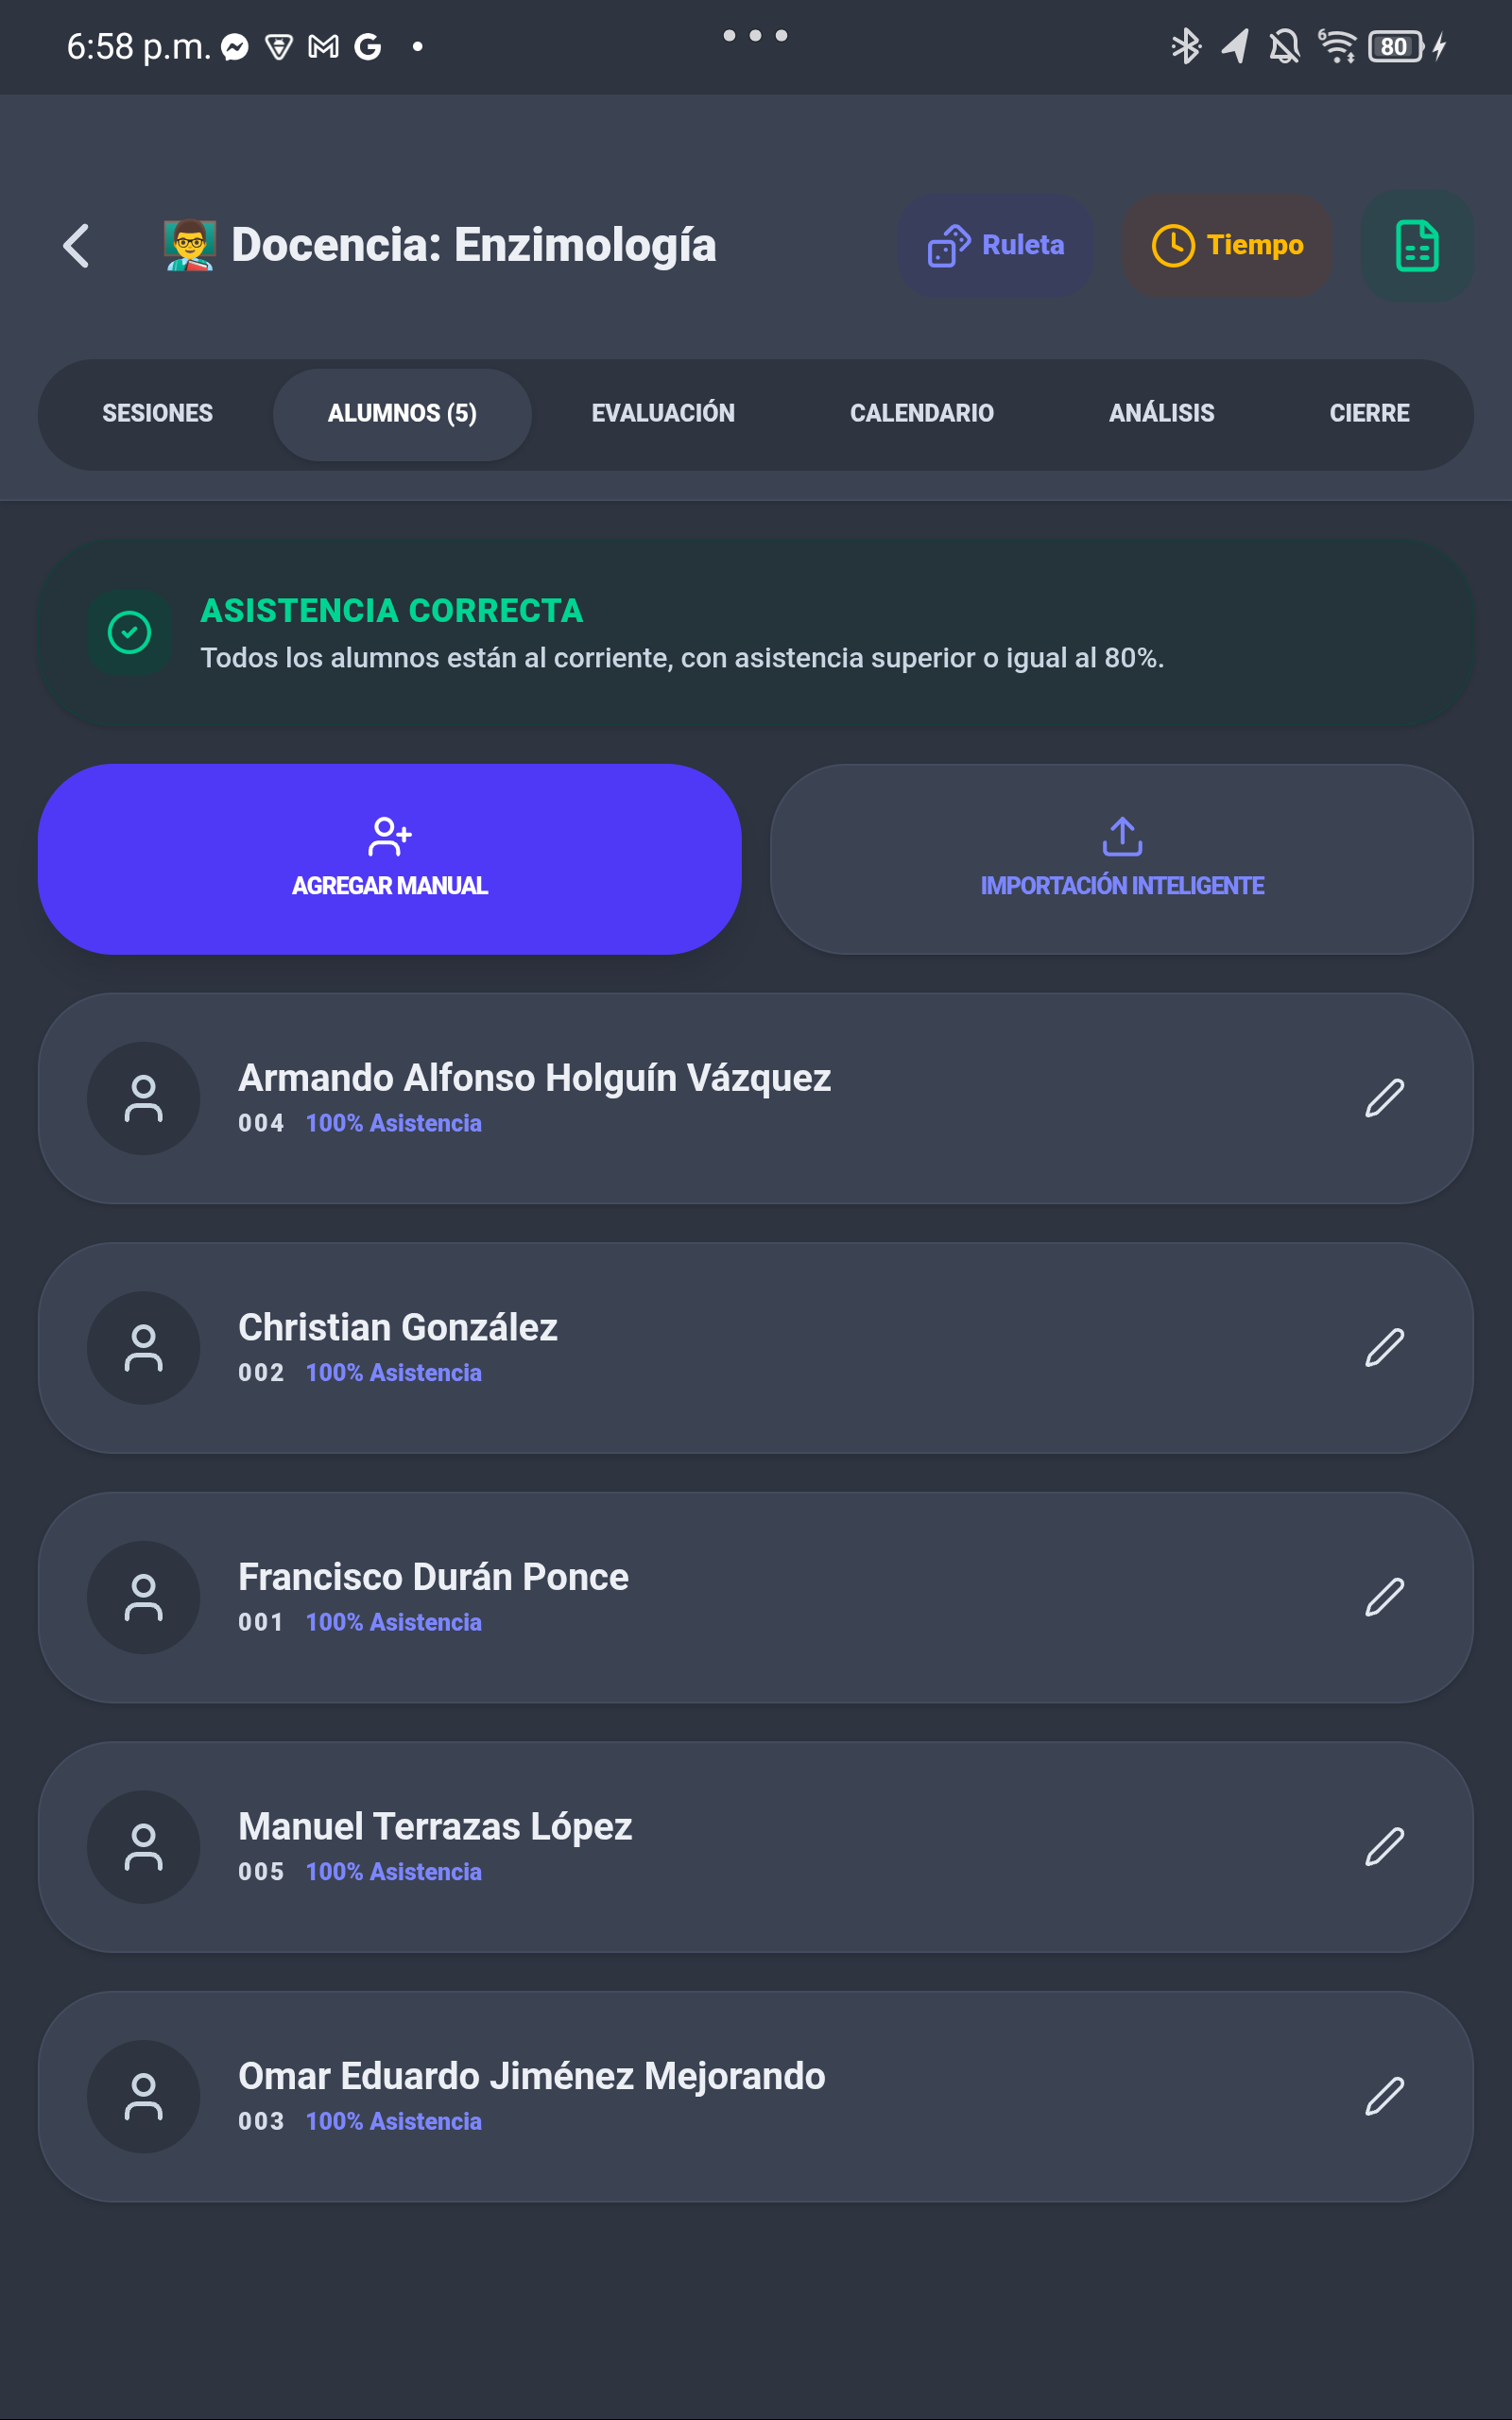 6:58 p.m.
6
80
Docencia: Enzimología
Ruleta
Tiempo
SESIONES
ALUMNOS (5)
EVALUACIÓN
CALENDARIO
ANÁLISIS
CIERRE
ASISTENCIA CORRECTA
Todos los alumnos están al corriente, con asistencia superior o igual al 80%.
AGREGAR MANUAL
IMPORTACIÓN INTELIGENTE
Armando Alfonso Holguín Vázquez
004 100% Asistencia
Christian González
002 100% Asistencia
Francisco Durán Ponce
001 100% Asistencia
Manuel Terrazas López
005 100% Asistencia
Omar Eduardo Jiménez Mejorando
003 100% Asistencia